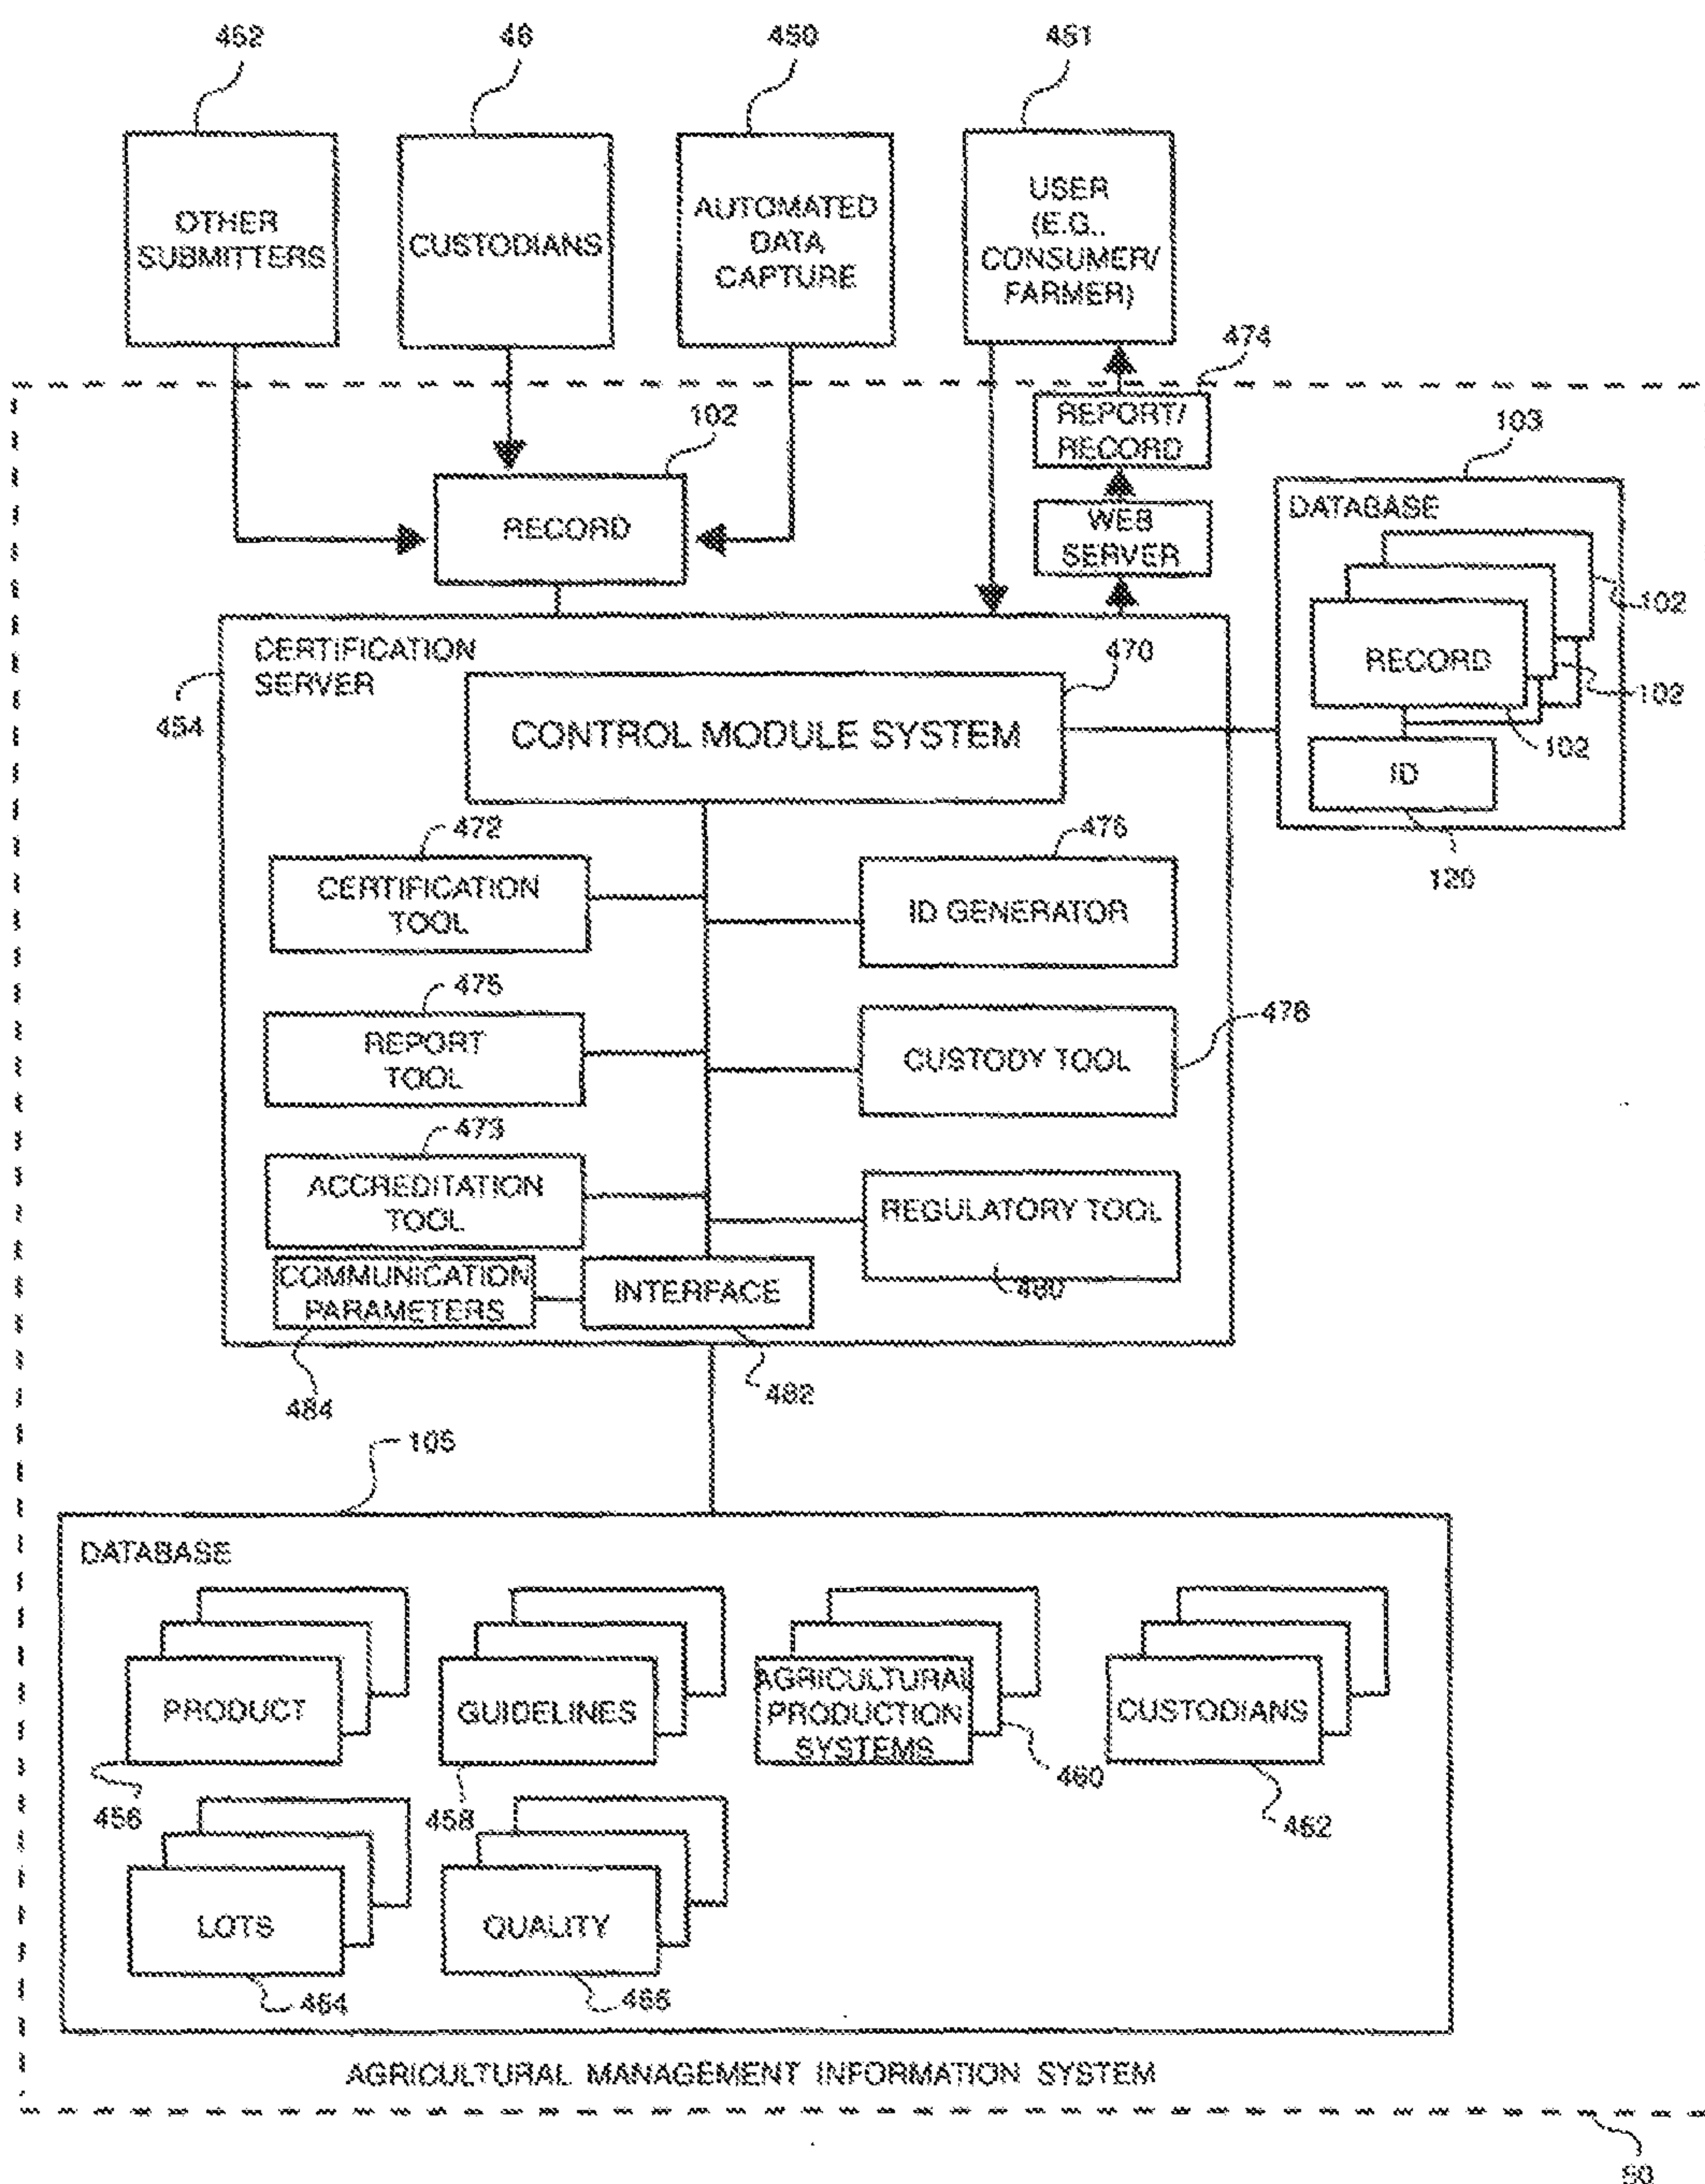 452
46
450
451
OTHER
SUBMITTERS
CUSTODIANS
AUTOMATED
DATA
CAPTURE
USER
(E.G.,
CONSUMER/
FARMER)
474
REPORT/
RECORD
102
103
RECORD
WEB
SERVER
DATABASE
102
RECORD
102
102
ID
120
CERTIFICATION
SERVER
454
470
CONTROL MODULE SYSTEM
472
CERTIFICATION
TOOL
476
ID GENERATOR
475
REPORT
TOOL
478
CUSTODY TOOL
473
ACCREDITATION
TOOL
REGULATORY TOOL
480
COMMUNICATION
PARAMETERS
INTERFACE
484
482
105
DATABASE
PRODUCT
GUIDELINES
AGRICULTURAL
PRODUCTION
SYSTEMS
CUSTODIANS
456
458
460
462
LOTS
QUALITY
464
466
AGRICULTURAL MANAGEMENT INFORMATION SYSTEM